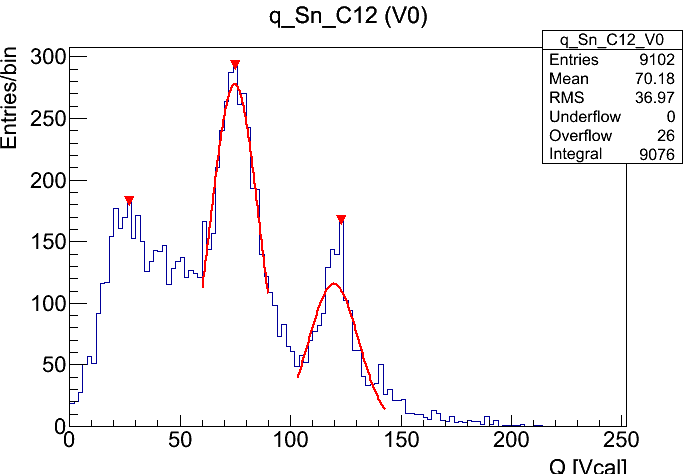 q_Sn_C12 (V0)
q_Sn_C12_V0
Entries 9102
Mean 70.18
RMS 36.97
Underflow 0
Overflow 26
Integral 9076
Entries/bin
300
250
200
150
100
50
0
0 50 100 150 200 250
Q [Vcal]